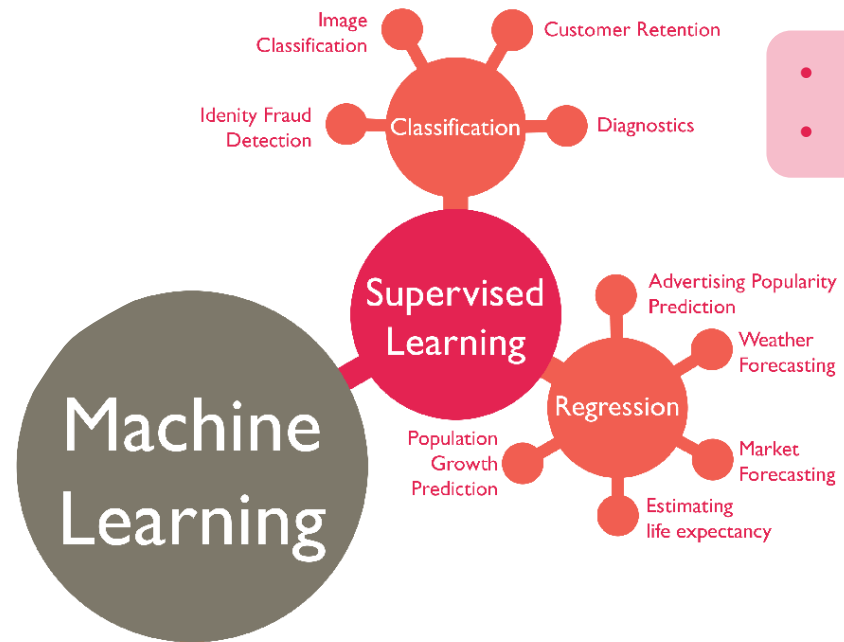 Image
Classification
Customer Retention
Idenity Fraud
Detection
Classification
Diagnostics
Supervised
Learning
Advertising Popularity
Prediction
Weather
Forecasting
Regression
Population
Growth
Prediction
Market
Forecasting
Estimating
life expectancy
Machine
Learning